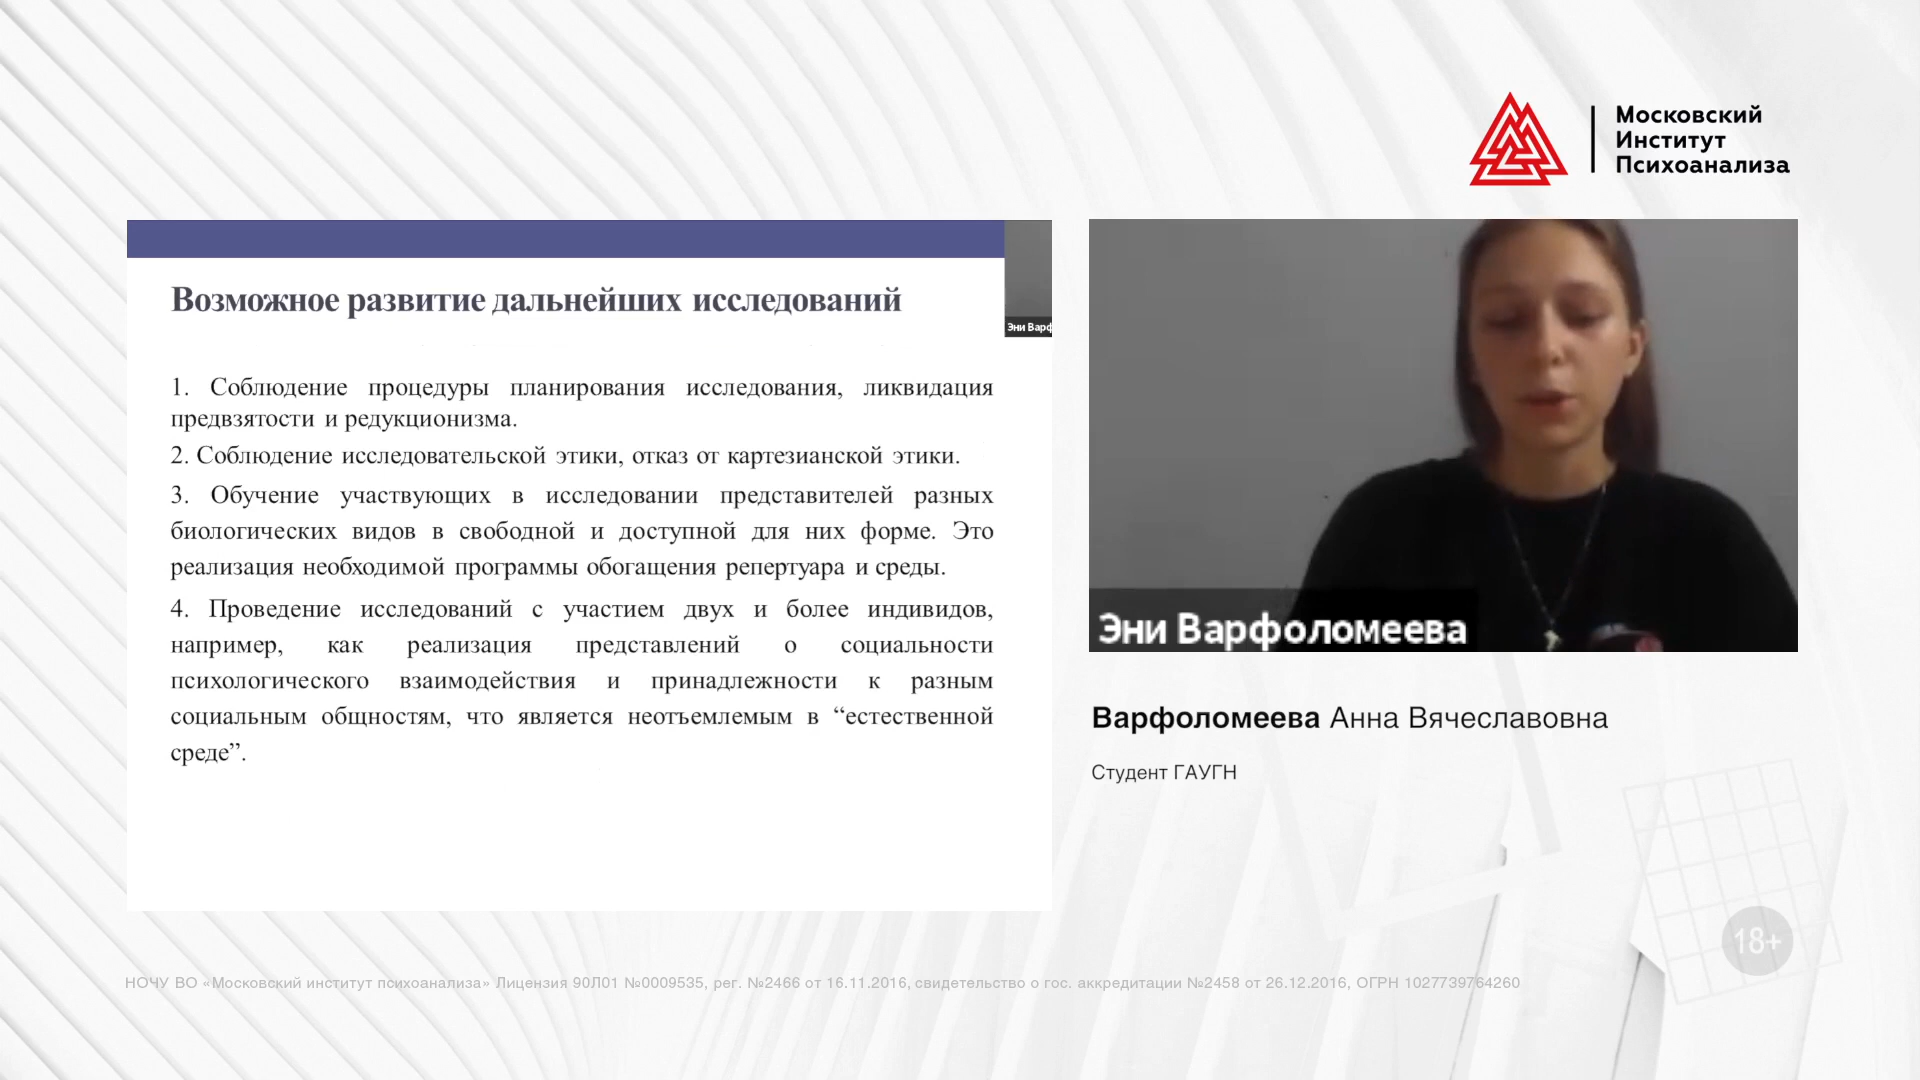 Московский
Институт
Психоанализа
Возможное развитие дальнейших исследований
Эни Варф
1. Соблюдение процедуры планирования исследования, ликвидация
предвзятости и редукционизма.
2. Соблюдение исследовательской этики, отказ от картезианской этики.
3. Обучение участвующих в исследовании представителей разных
биологических видов в свободной и доступной для них форме. Это
реализация необходимой программы обогащения репертуара и среды.
4. Проведение исследований с участием двух и более индивидов,
например, как реализация представлений о социальности
психологического взаимодействия и принадлежности к разным
социальным общностям, что является неотъемлемым в “естественной
среде”.
Эни Варфоломеева
Варфоломеева Анна Вячеславовна
Студент ГАУГН
18+
НОЧУ ВО «Московский институт психоанализа» Лицензия 90Л01 №0009535, рег. №2466 от 16.11.2016, свидетельство о гос. аккредитации №2458 от 26.12.2016, ОГРН 1027739764260